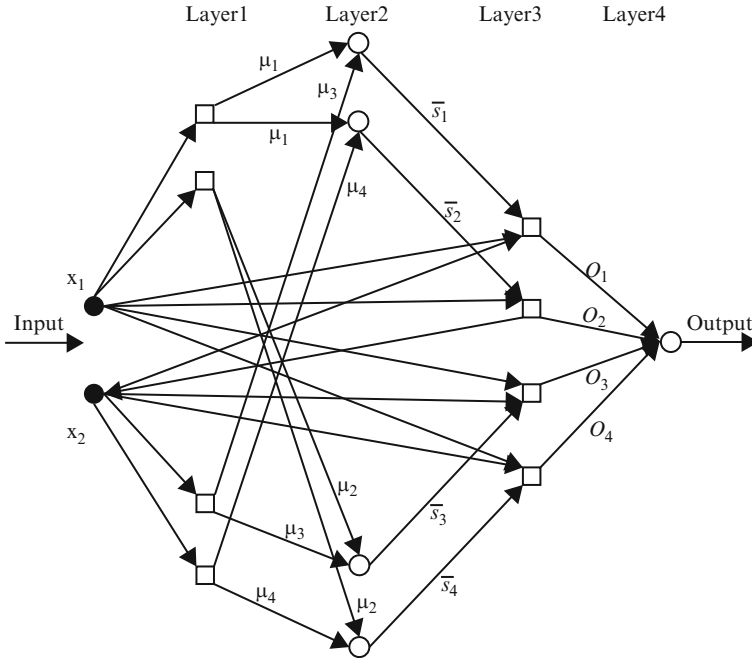 Layer1 Layer2 Layer3 Layer4
μ₁
μ₃
μ₁
s̅₁
μ₄
s̅₂
x₁
O₁
O₂
Input
Output
O₃
x₂
O₄
μ₂
μ₃
s̅₃
μ₄
μ₂
s̅₄